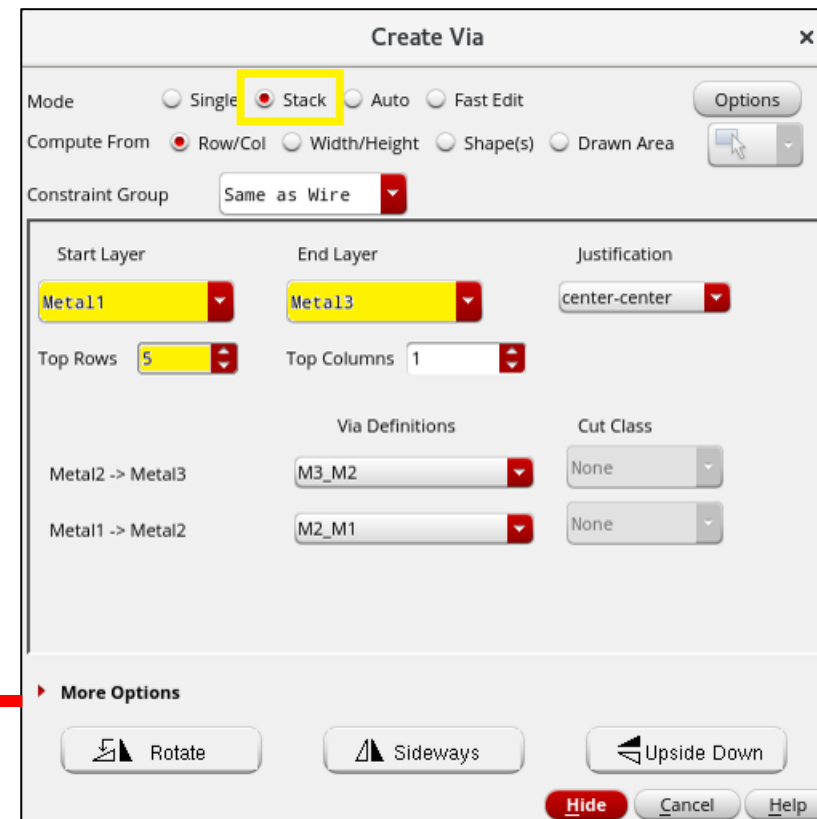 Create Via ×
Mode Single Stack Auto Fast Edit Options
Compute From Row/Col Width/Height Shape(s) Drawn Area
Constraint Group Same as Wire
Start Layer End Layer Justification
Metal1 Metal3 center-center
Top Rows 5 Top Columns 1
Via Definitions Cut Class
Metal2 -> Metal3 M3_M2 None
Metal1 -> Metal2 M2_M1 None
More Options
Rotate Sideways Upside Down
Hide Cancel Help